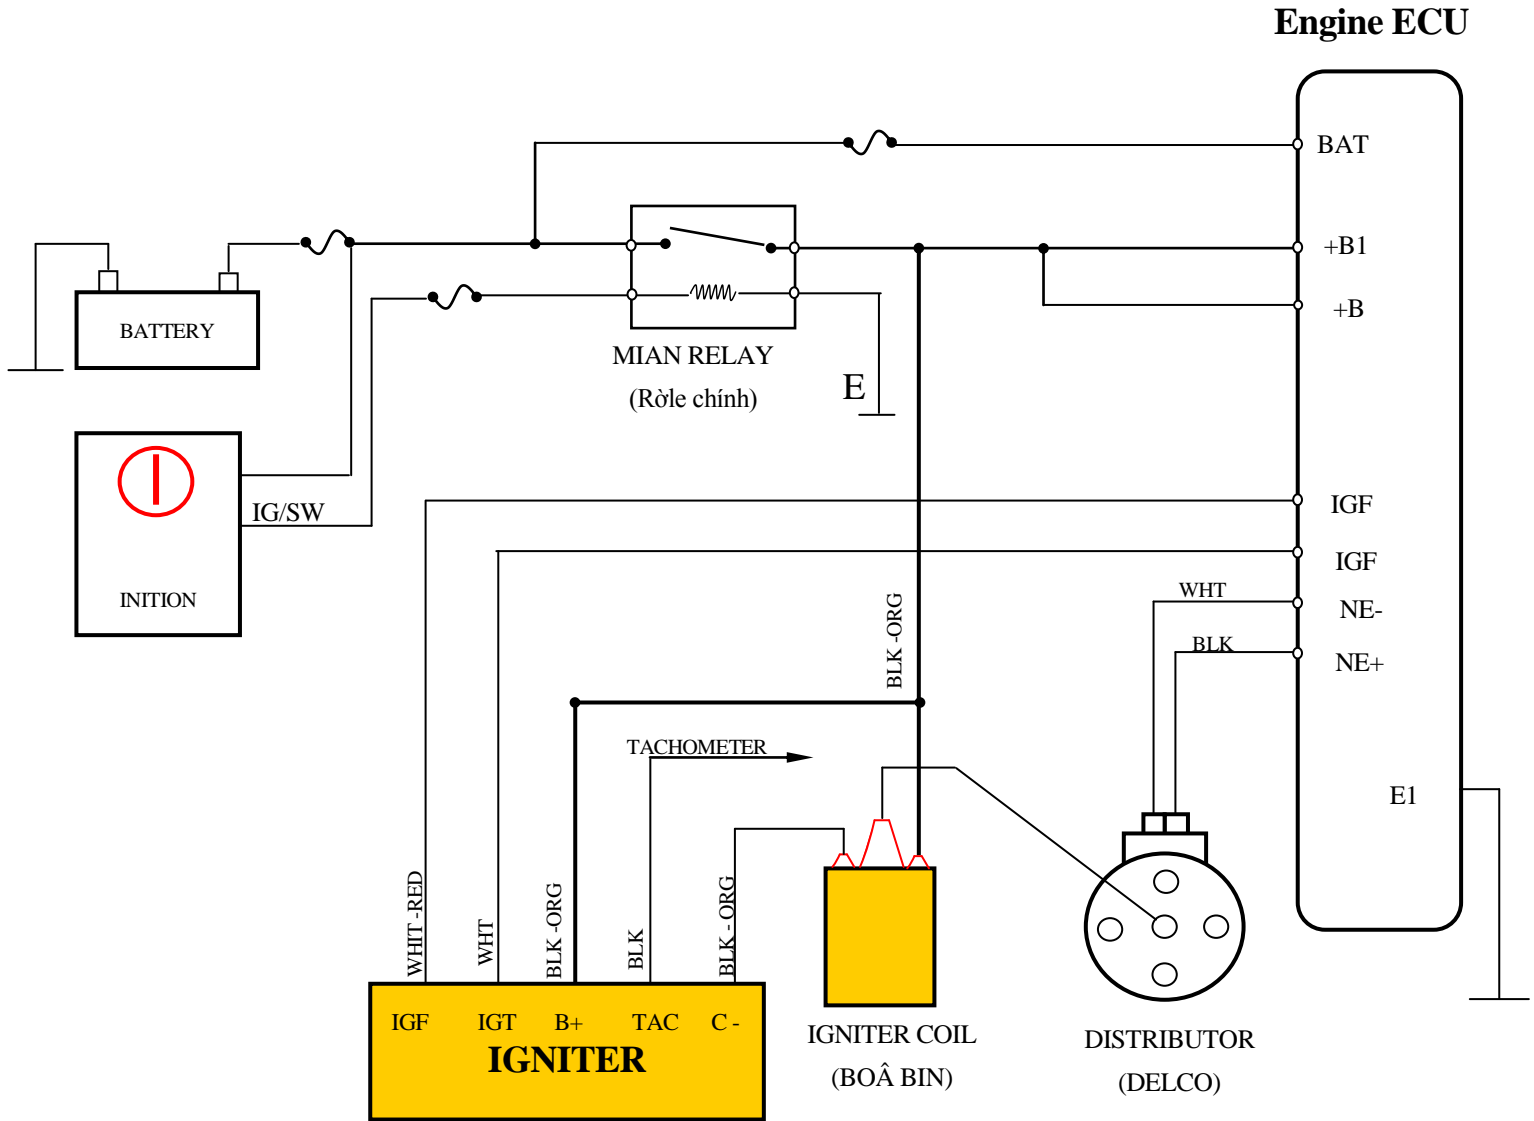 Engine ECU
BAT
+B1
+B
BATTERY
MIAN RELAY
(Rờle chính)
E
IG/SW
INITION
IGF
IGF
WHT
NE-
BLK
NE+
BLK -ORG
TACHOMETER
E1
WHIT -RED
WHT
BLK -ORG
BLK
BLK - ORG
IGF IGT B+ TAC C -
IGNITER
IGNITER COIL
(BOÂ BIN)
DISTRIBUTOR
(DELCO)